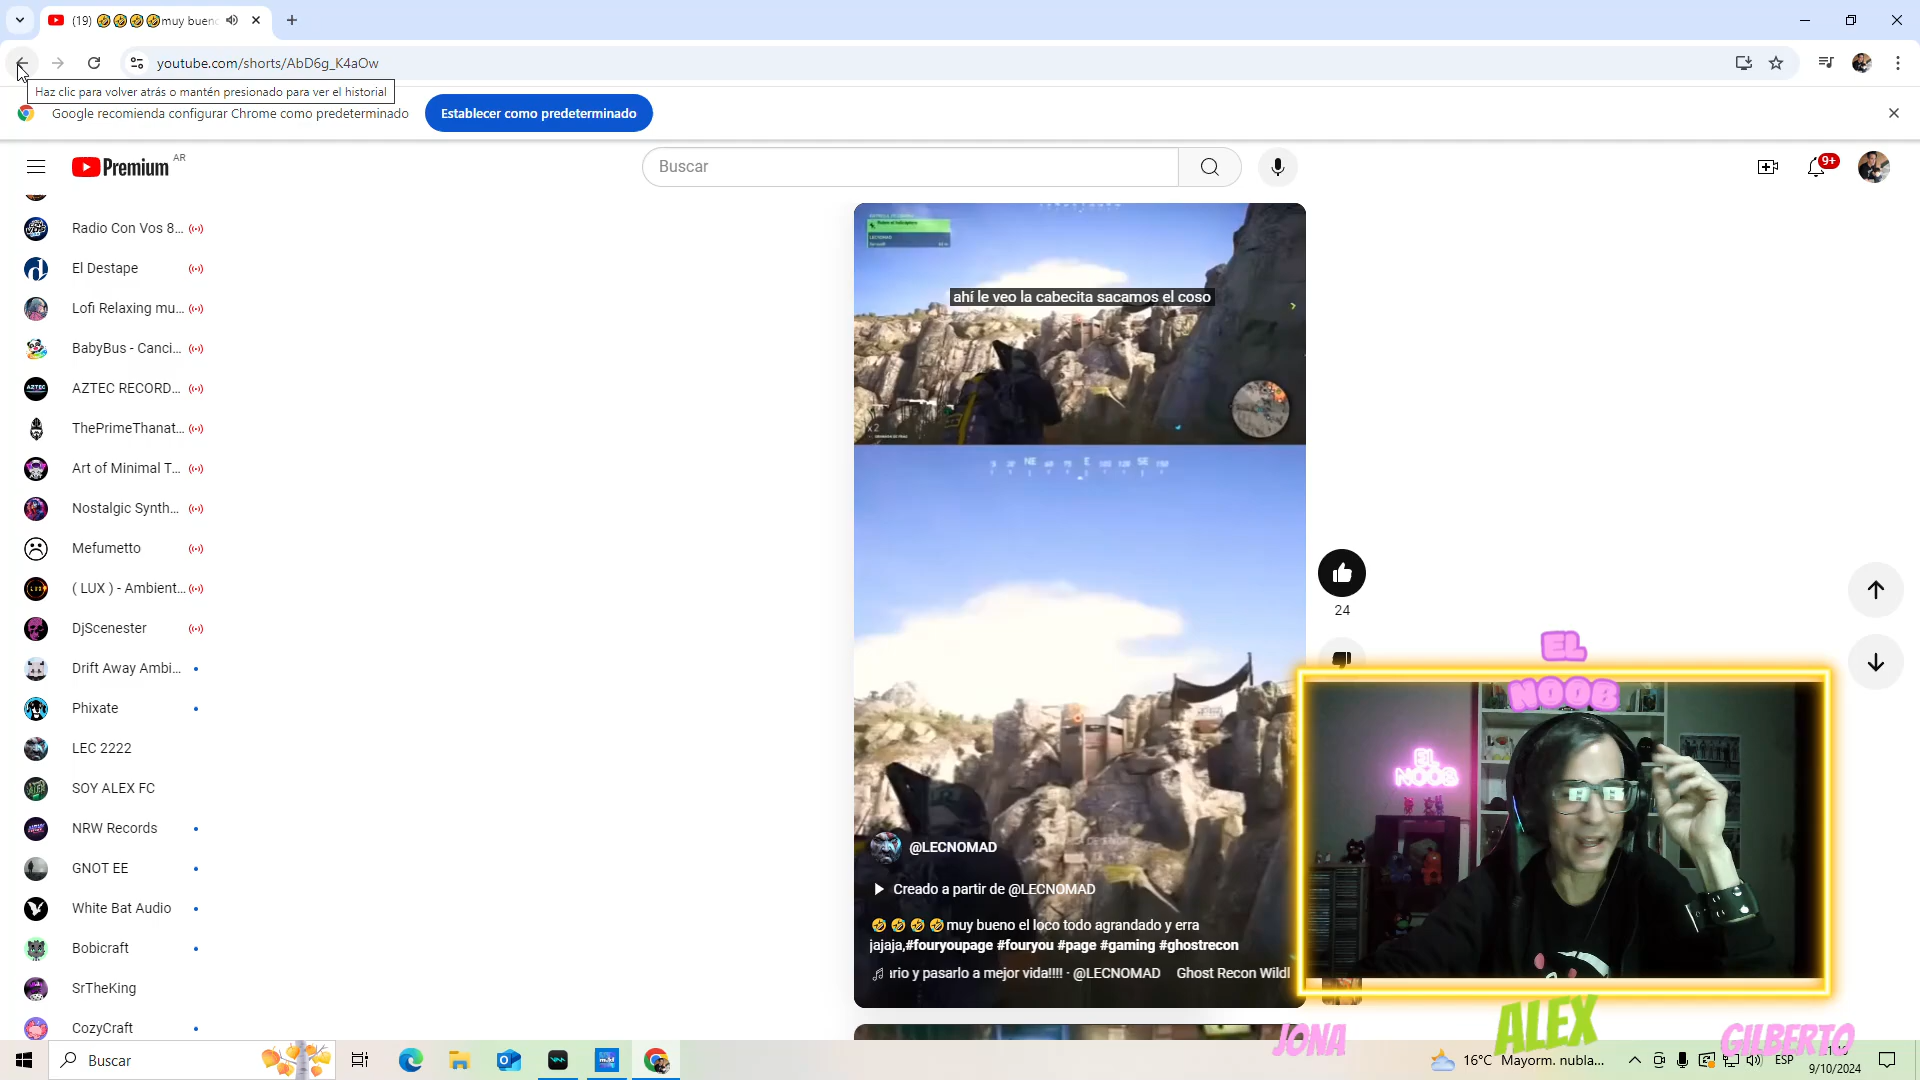 (19) 🤣🤣🤣🤣muy buen
youtube.com/shorts/AbD6g_K4aOw
Haz clic para volver atrás o mantén presionado para ver el historial
Google recomienda configurar Chrome como predeterminado
Establecer como predeterminado
Premium AR
Buscar
9+
Radio Con Vos 8...
El Destape
Lofi Relaxing mu...
BabyBus - Canci...
AZTEC RECORD...
ThePrimeThanat...
Art of Minimal T...
Nostalgic Synth...
Mefumetto
( LUX ) - Ambient...
DjScenester
Drift Away Ambi...
Phixate
LEC 2222
SOY ALEX FC
NRW Records
GNOT EE
White Bat Audio
Bobicraft
SrTheKing
CozyCraft
ahí le veo la cabecita sacamos el coso
x2
NE E SE
@LECNOMAD
Creado a partir de @LECNOMAD
🤣🤣🤣🤣muy bueno el loco todo agrandado y erra
jajaja,#fouryoupage #fouryou #page #gaming #ghostrecon
ario y pasarlo a mejor vida!!!! · @LECNOMAD Ghost Recon Wildl
24
EL
NOOB
EL
NOOB
JONA
ALEX
GILBERTO
Buscar
16°C Mayorm. nubla...
ESP
9/10/2024